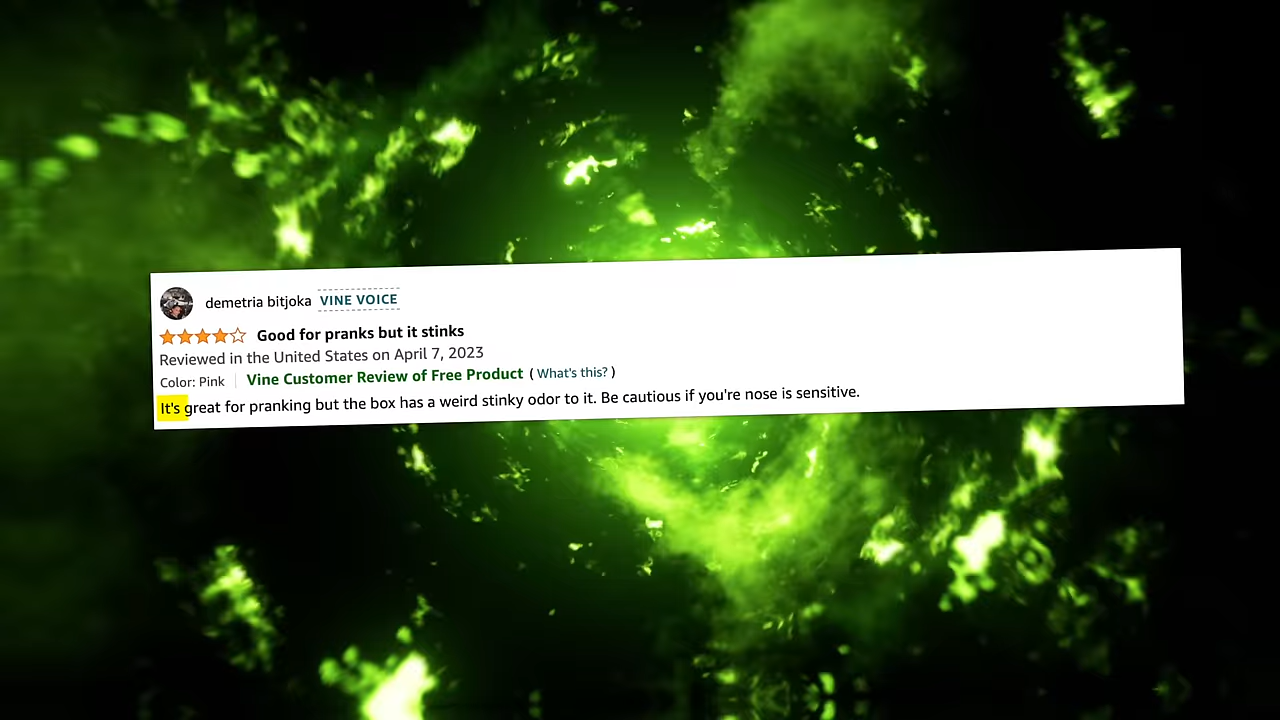 demetria bitjoka VINE VOICE
Good for pranks but it stinks
Reviewed in the United States on April 7, 2023
Color: Pink Vine Customer Review of Free Product ( What's this? )
It's great for pranking but the box has a weird stinky odor to it. Be cautious if you're nose is sensitive.